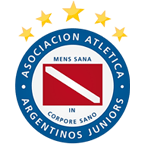 ASOCIACION ATLETICA
MENS SANA
IN
CORPORE SANO
ARGENTINOS JUNIORS